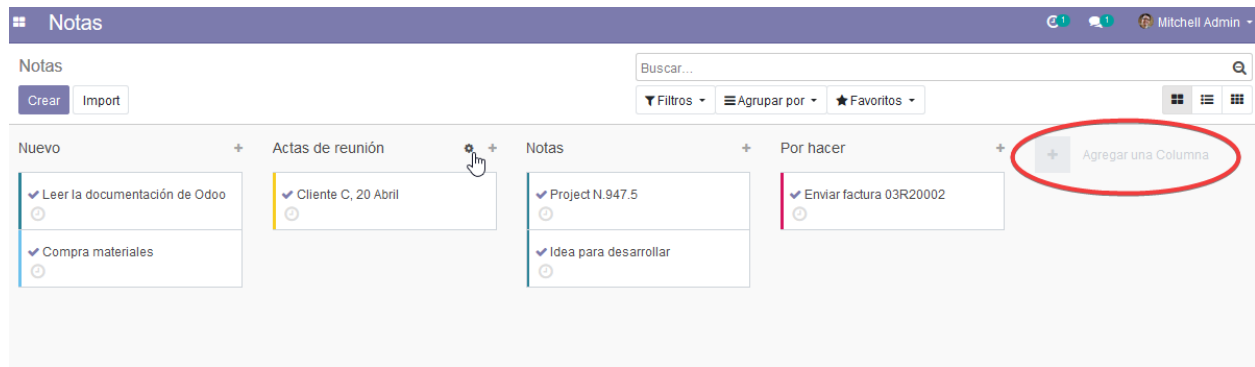 Notas
1
1
Mitchell Admin
Notas
Buscar...
Crear
Import
Filtros
Agrupar por
Favoritos
Nuevo
Actas de reunión
Notas
Por hacer
Agregar una Columna
Leer la documentación de Odoo
Compra materiales
Cliente C, 20 Abril
Project N.947.5
Idea para desarrollar
Enviar factura 03R20002